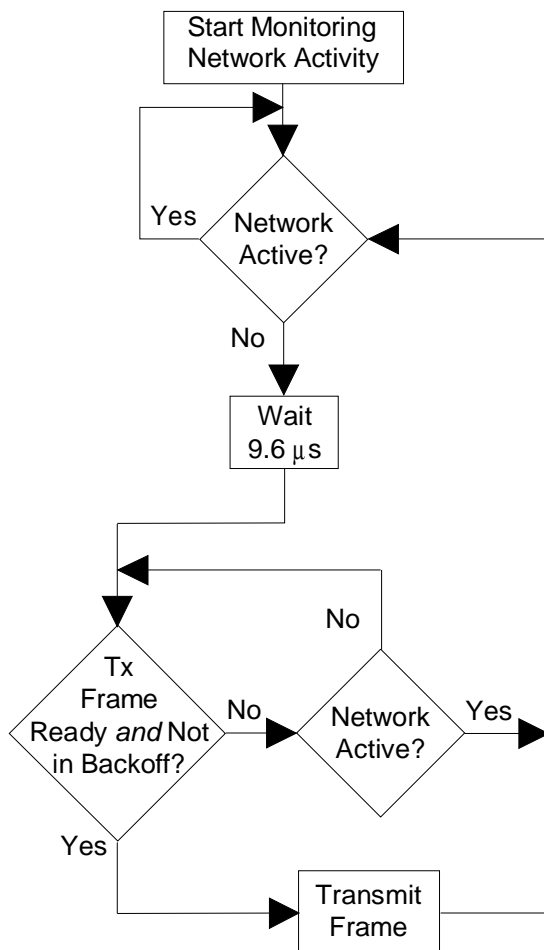 Start Monitoring
Network Activity
Yes
Network
Active?
No
Wait
9.6 μs
No
Tx
Frame
Ready and Not
in Backoff?
No
Network
Active?
Yes
Yes
Transmit
Frame